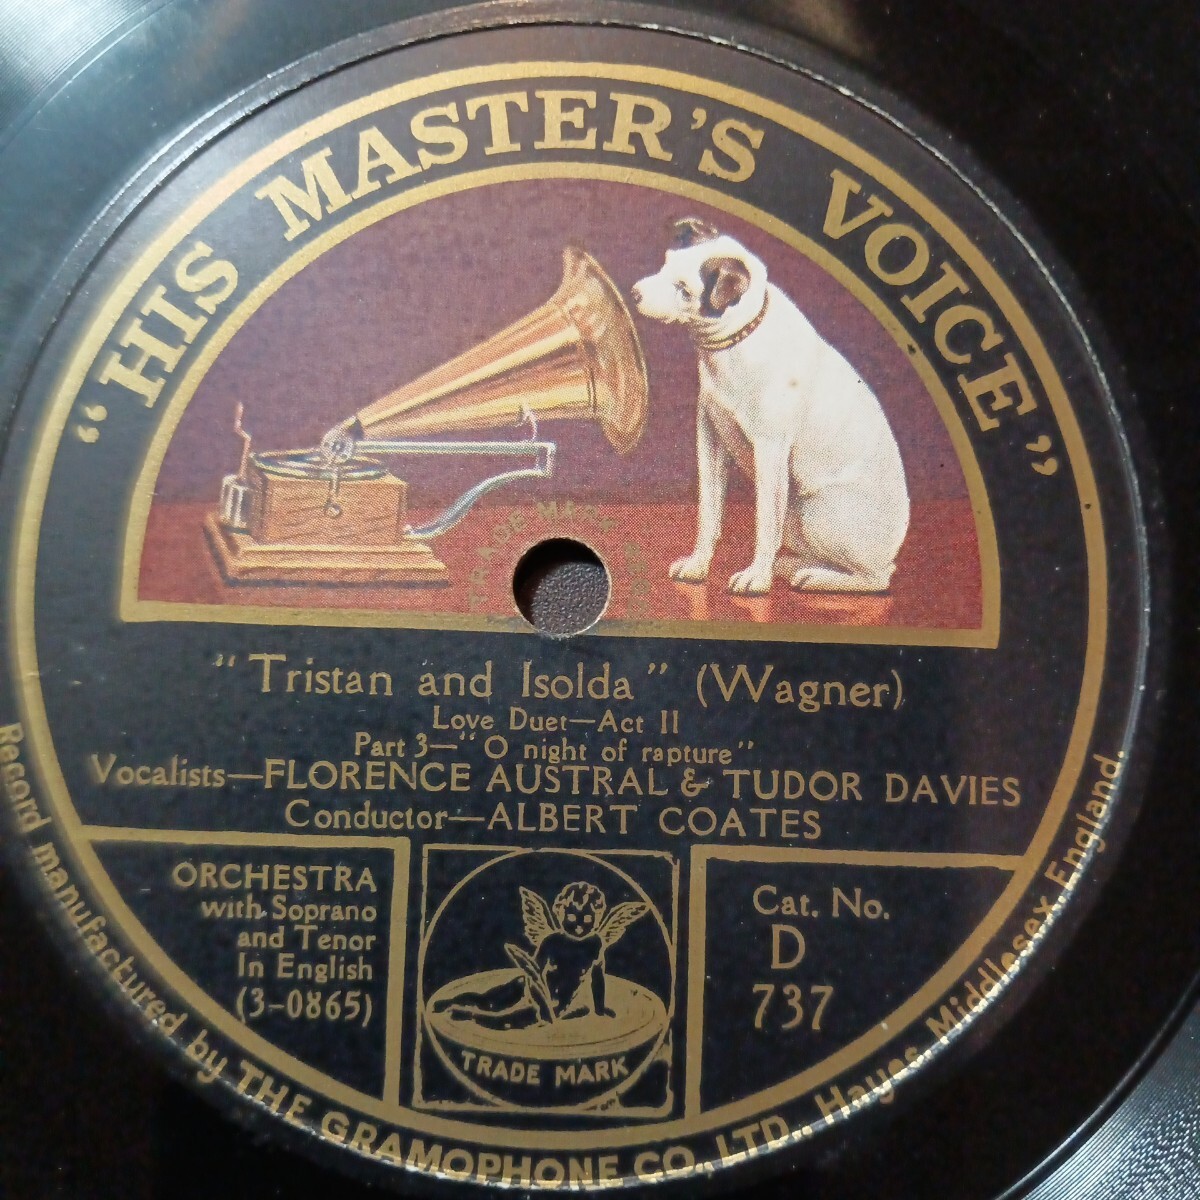 “HIS MASTER'S VOICE”
TRADE MARK
"Tristan and Isolda" (Wagner)
Love Duet—Act II
Part 3—"O night of rapture"
Vocalists—FLORENCE AUSTRAL & TUDOR DAVIES
Conductor—ALBERT COATES
ORCHESTRA
with Soprano
and Tenor
In English
(3-0865)
TRADE MARK
Cat. No.
D
737
Record manufactured by THE GRAMOPHONE CO., LTD., Hayes, Middlesex, England.